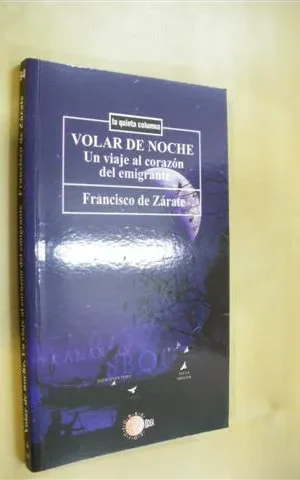 la quinta columna
VOLAR DE NOCHE
Un viaje al corazón
del emigrante
Francisco de Zárate
Volar de Noche. Un viaje al corazón del emigrante Francisco de Zárate